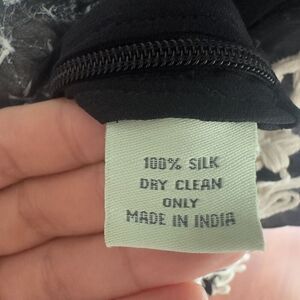 100% SILK
DRY CLEAN
ONLY
MADE IN INDIA